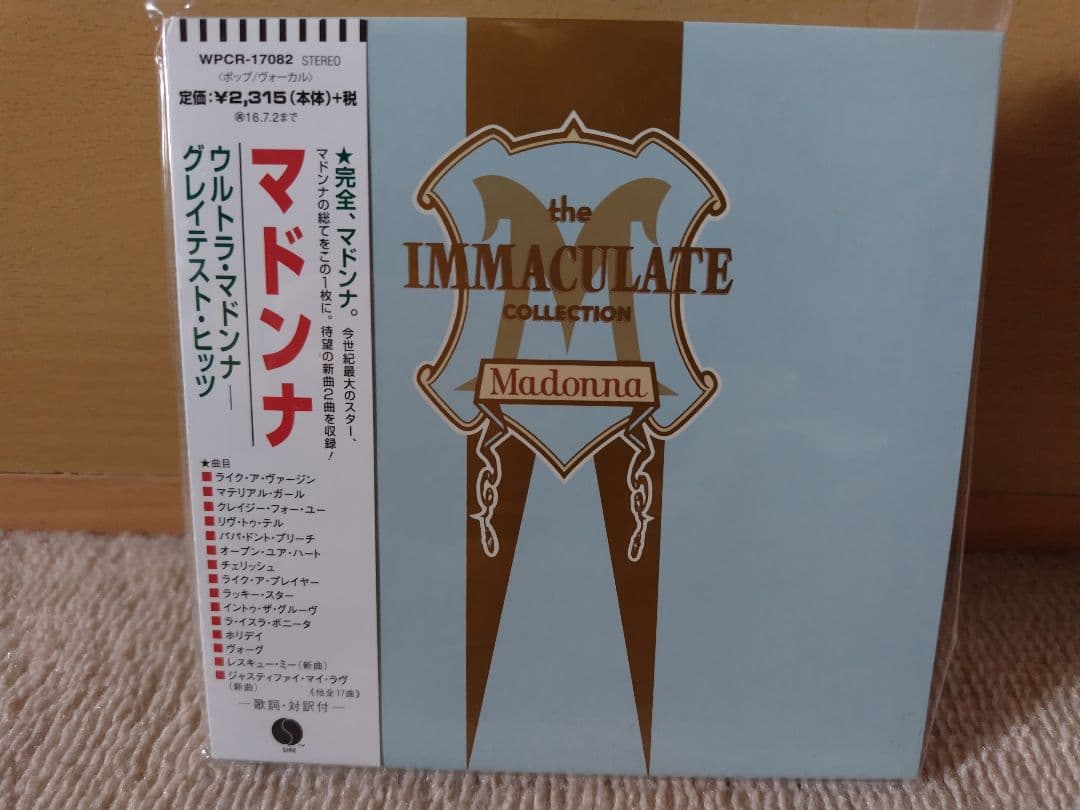 WPCR-17082 STEREO
〈ポップ/ヴォーカル〉
定価:¥2,315(本体)+税
16.7.2まで
★完全、マドンナ。
今世紀最大のスター、
マドンナの総てをこの1枚に。待望の新曲2曲を収録!
マドンナ
ウルトラ・マドンナ—
グレイテスト・ヒッツ
★曲目
■ライク・ア・ヴァージン
■マテリアル・ガール
■クレイジー・フォー・ユー
■リヴ・トゥ・テル
■パパ・ドント・プリーチ
■オープン・ユア・ハート
■チェリッシュ
■ライク・ア・プレイヤー
■ラッキー・スター
■イントゥ・ザ・グルーヴ
■ラ・イスラ・ボニータ
■ホリデイ
■ヴォーグ
■レスキュー・ミー(新曲)
■ジャスティファイ・マイ・ラヴ
(新曲) 《他全17曲》
—歌詞・対訳付—
S
SIRE™
M
the
IMMACULATE
COLLECTION
Madonna